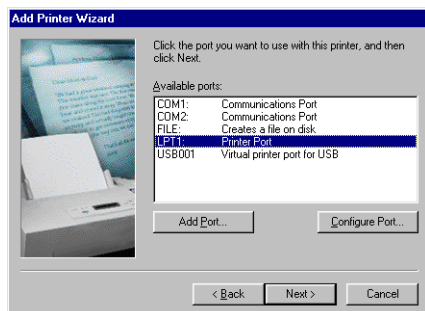 Add Printer Wizard
Click the port you want to use with this printer, and then
click Next.
Available ports:
COM1: Communications Port
COM2: Communications Port
FILE: Creates a file on disk
LPT1: Printer Port
USB001 Virtual printer port for USB
Add Port...
Configure Port...
< Back
Next >
Cancel